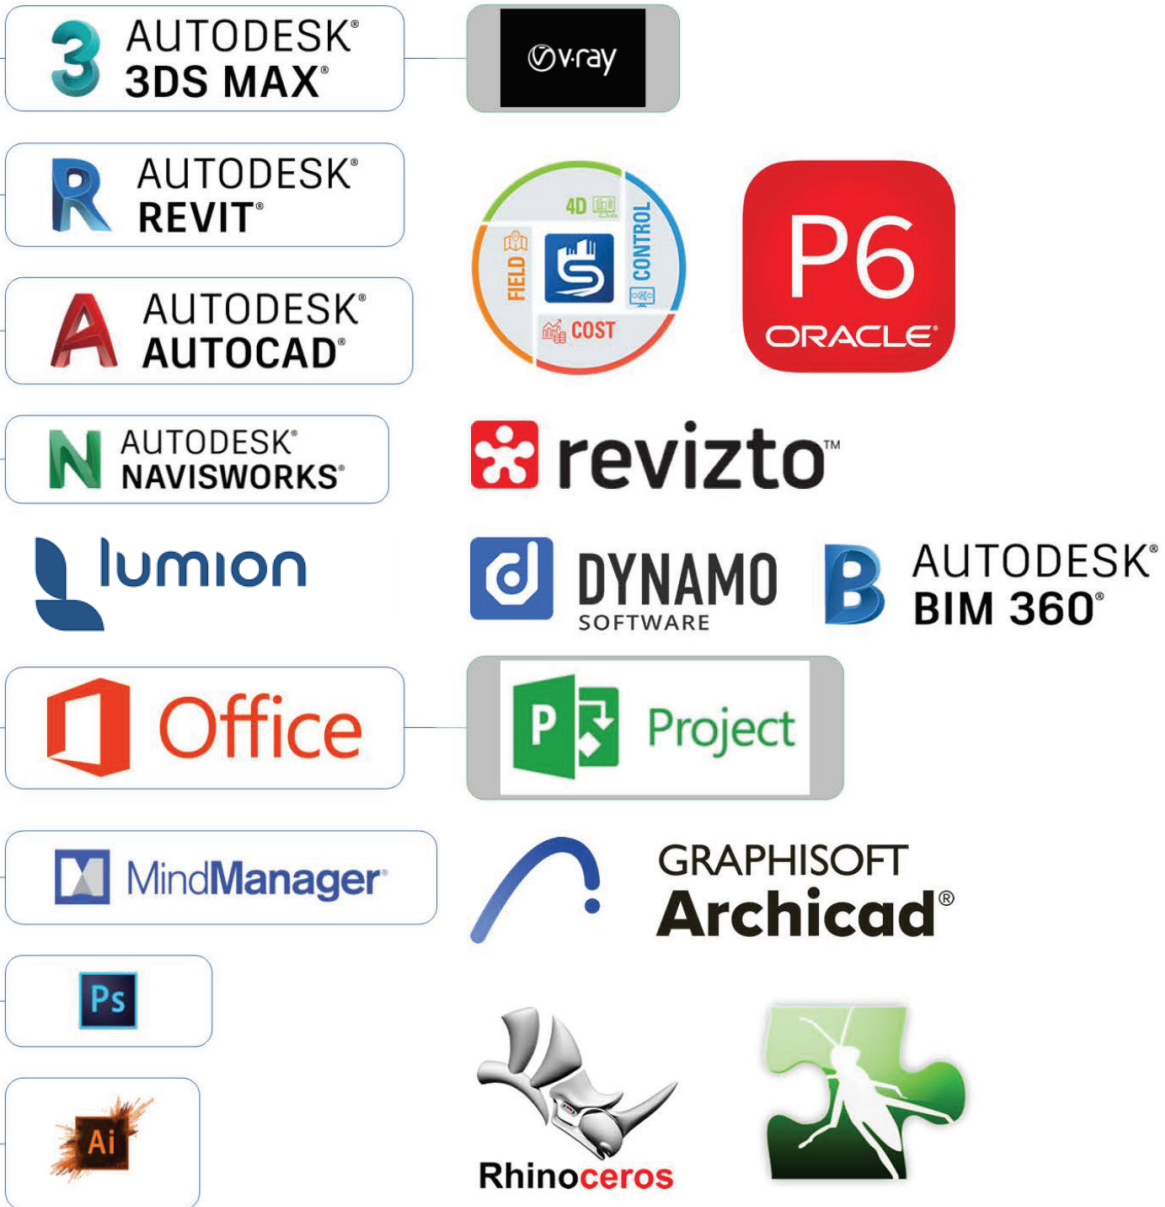 3 AUTODESK®
3DS MAX®
v·ray
R AUTODESK®
REVIT®
4D
CONTROL
FIELD
S
COST
P6
ORACLE®
A AUTODESK®
AUTOCAD®
N AUTODESK®
NAVISWORKS®
revizto™
lumion
d DYNAMO
SOFTWARE
B AUTODESK®
BIM 360®
Office
P Project
MindManager®
GRAPHISOFT
Archicad®
Ps
Ai
Rhinoceros